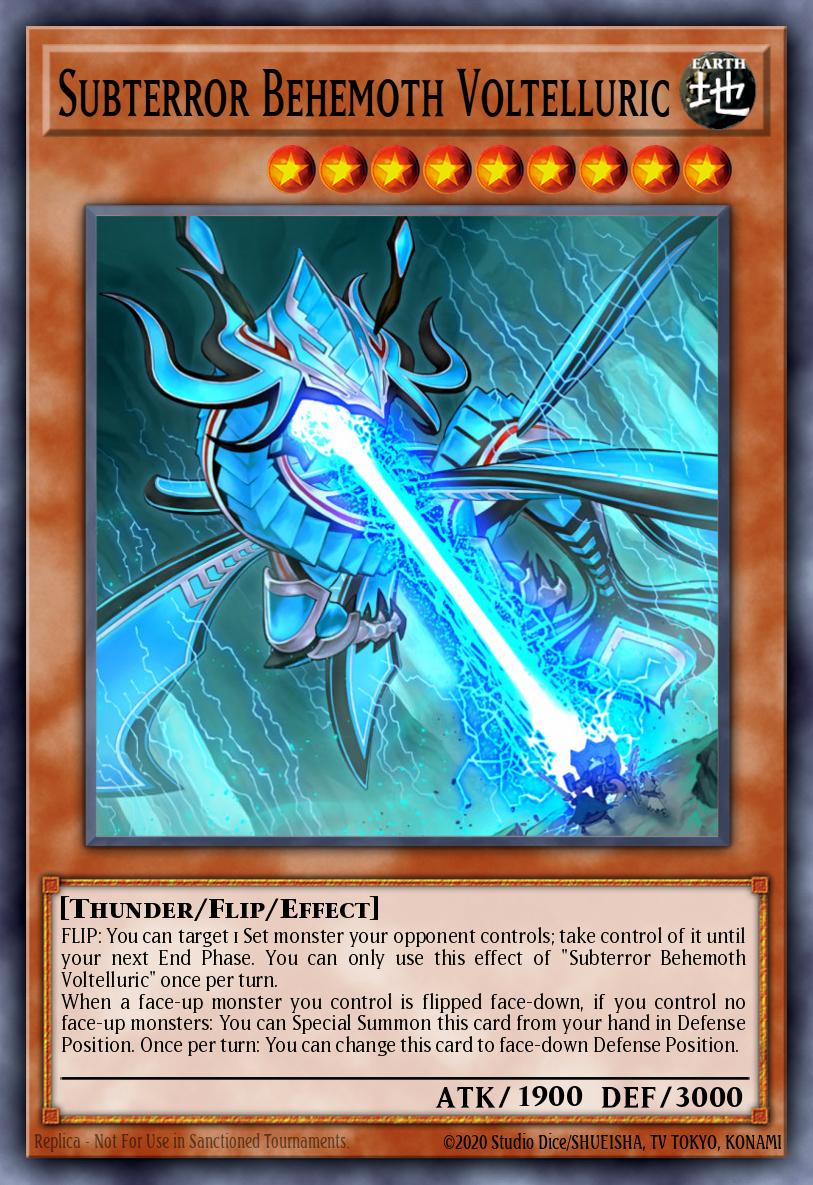 Subterror Behemoth Voltelluric
EARTH
地
[Thunder/Flip/Effect]
FLIP: You can target 1 Set monster your opponent controls; take control of it until
your next End Phase. You can only use this effect of "Subterror Behemoth
Voltelluric" once per turn.
When a face-up monster you control is flipped face-down, if you control no
face-up monsters: You can Special Summon this card from your hand in Defense
Position. Once per turn: You can change this card to face-down Defense Position.
ATK/1900 DEF/3000
Replica - Not For Use in Sanctioned Tournaments.
©2020 Studio Dice/SHUEISHA, TV TOKYO, KONAMI